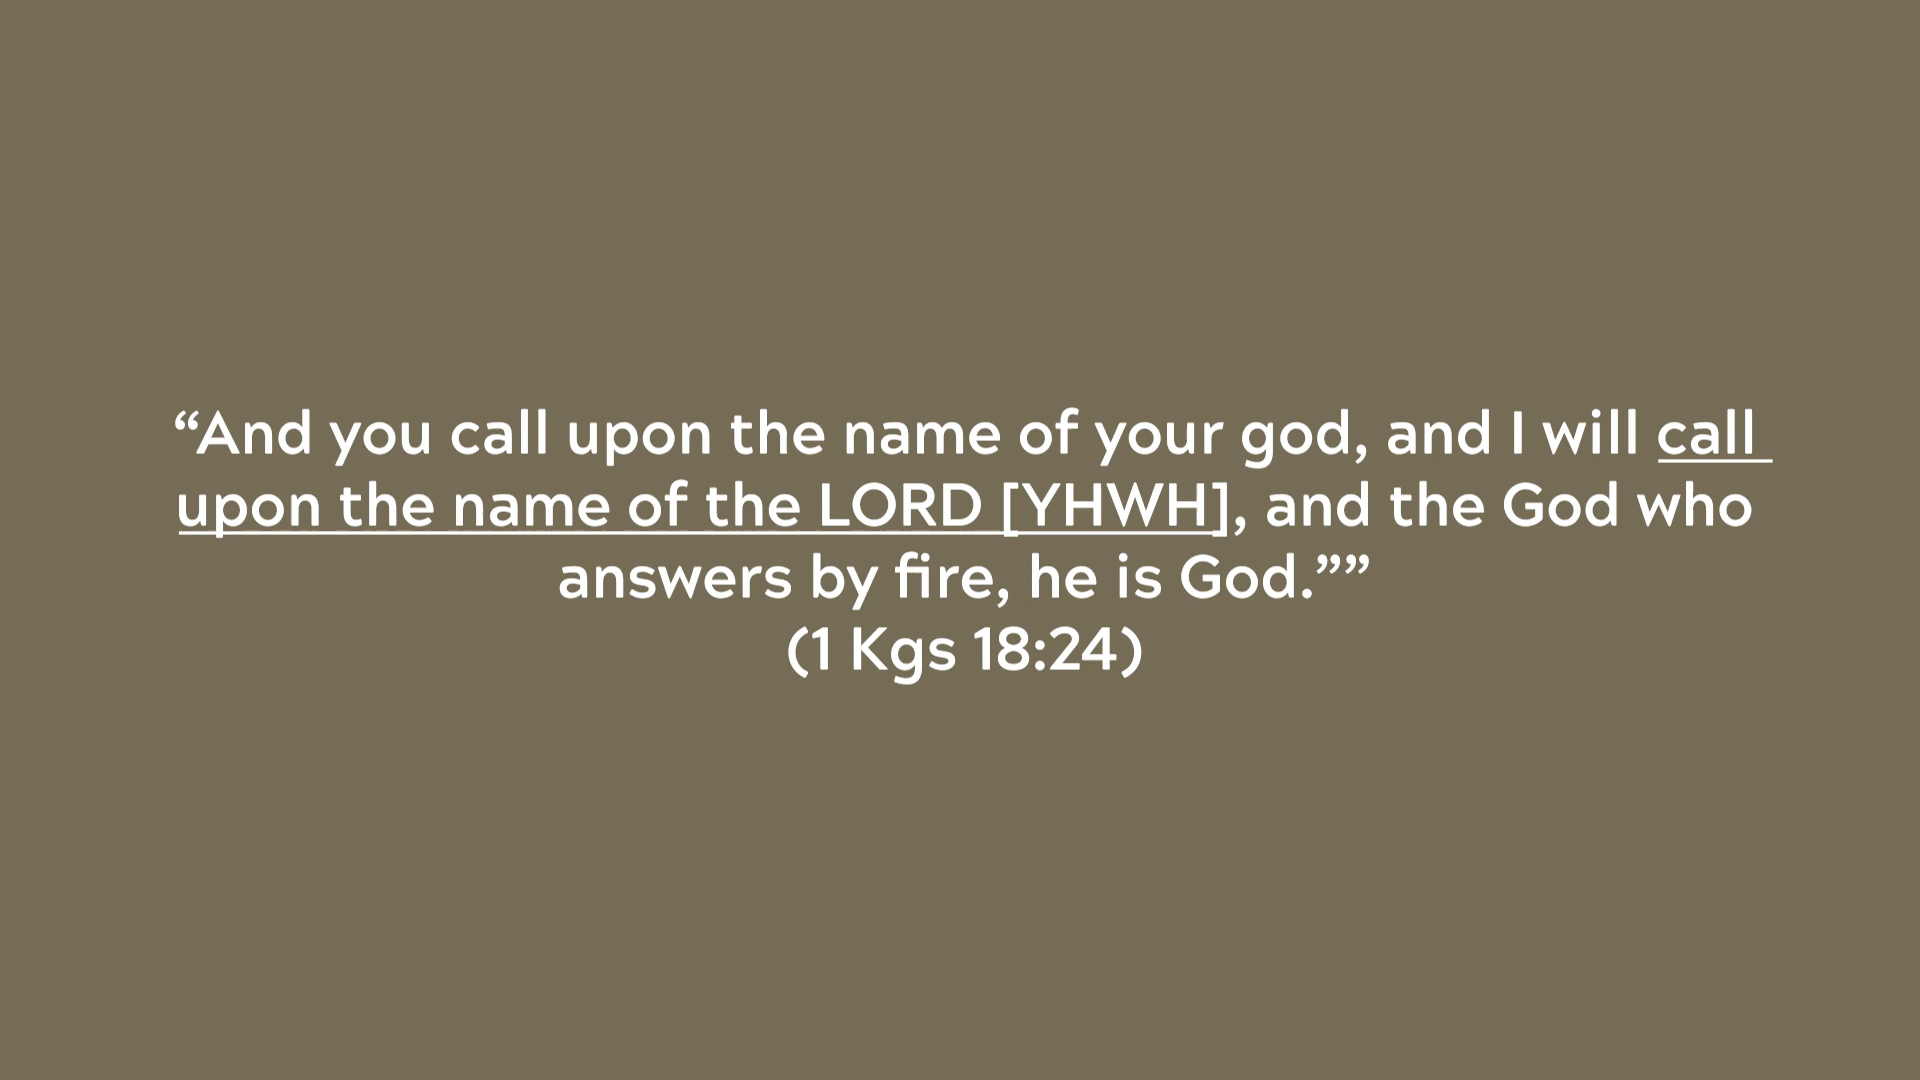 “And you call upon the name of your god, and I will call
upon the name of the LORD [YHWH], and the God who
answers by fire, he is God.””
(1 Kgs 18:24)